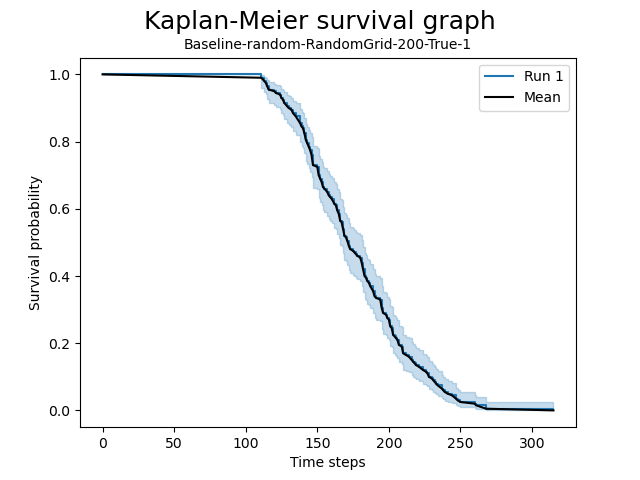 Kaplan-Meier survival graph
Baseline-random-RandomGrid-200-True-1
Run 1
Mean
Survival probability
1.0
0.8
0.6
0.4
0.2
0.0
0 50 100 150 200 250 300
Time steps